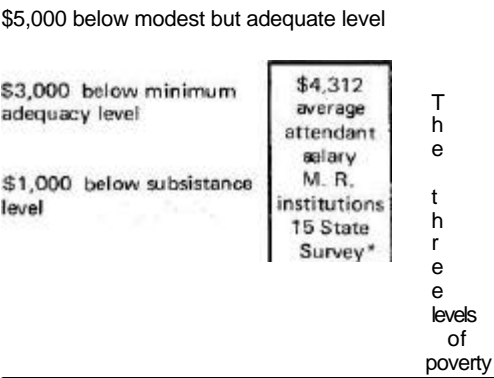 $5,000 below modest but adequate level
$3,000 below minimum
adequacy level
$1,000 below subsistance
level
$4,312
average
attendant
salary
M. R.
institutions
15 State
Survey*
T
h
e
t
h
r
e
e
levels
of
poverty